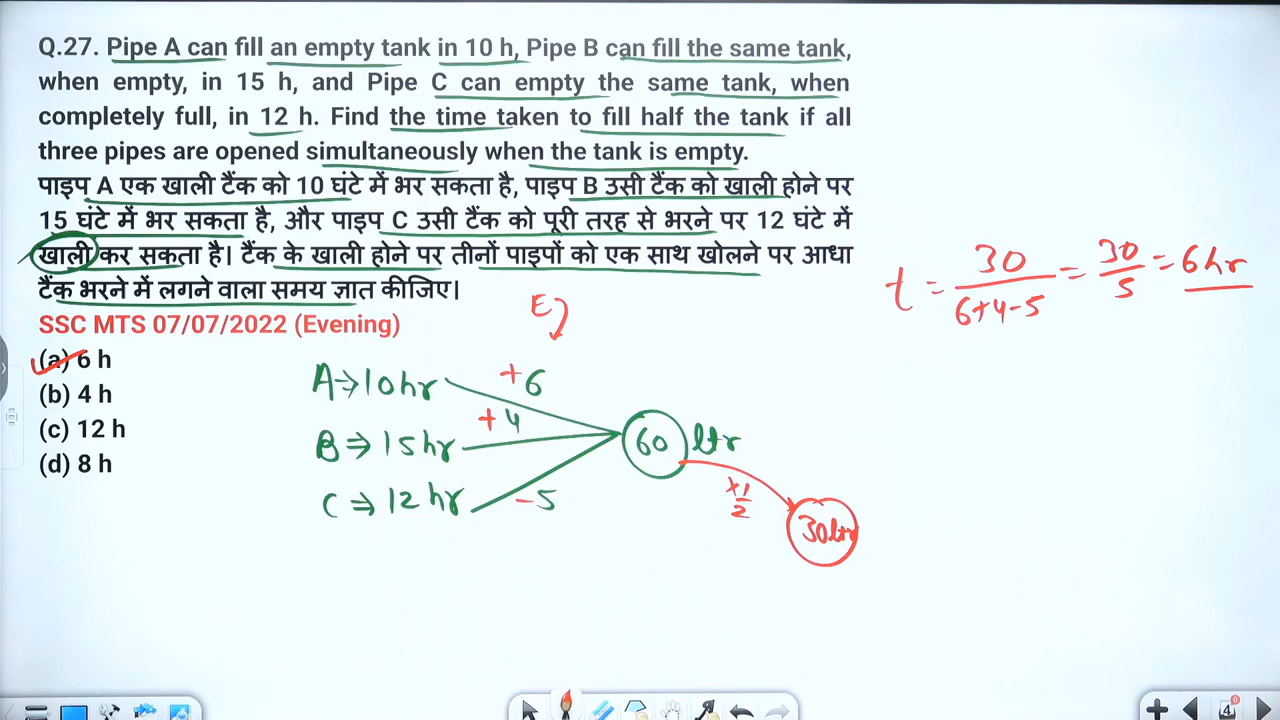 Q.27. Pipe A can fill an empty tank in 10 h, Pipe B can fill the same tank,
when empty, in 15 h, and Pipe C can empty the same tank, when
completely full, in 12 h. Find the time taken to fill half the tank if all
three pipes are opened simultaneously when the tank is empty.
पाइप A एक खाली टैंक को 10 घंटे में भर सकता है, पाइप B उसी टैंक को खाली होने पर
15 घंटे में भर सकता है, और पाइप C उसी टैंक को पूरी तरह से भरने पर 12 घंटे में
खाली कर सकता है। टैंक के खाली होने पर तीनों पाइपों को एक साथ खोलने पर आधा
टैंक भरने में लगने वाला समय ज्ञात कीजिए।
SSC MTS 07/07/2022 (Evening)
(a) 6 h
(b) 4 h
(c) 12 h
(d) 8 h
E
A ⇒ 10 hr +6
B ⇒ 15 hr +4
C ⇒ 12 hr -5
60 ltr
×1/2
30 ltr
t = 30/(6+4-5) = 30/5 = 6 hr
4